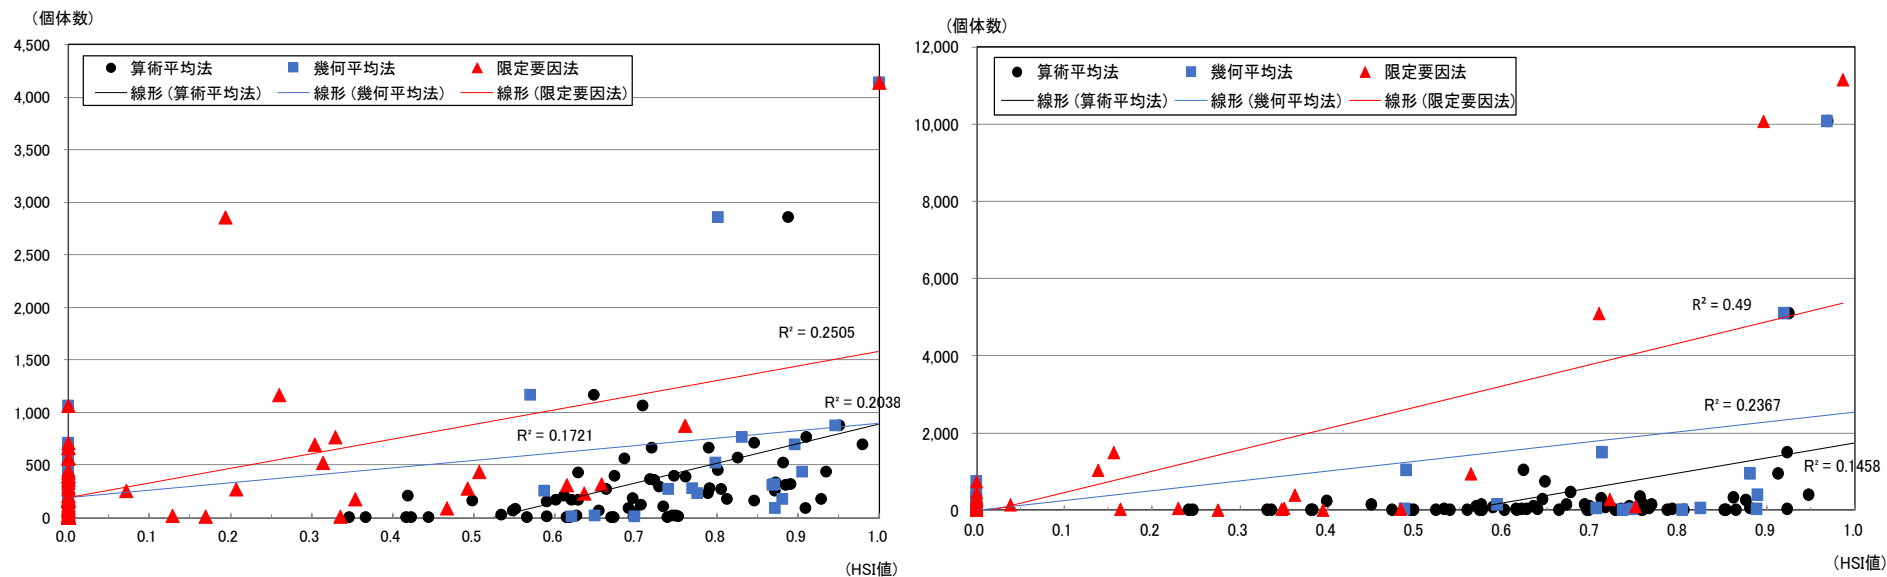 (個体数)
4,500
4,000
3,500
3,000
2,500
2,000
1,500
1,000
500
0
算術平均法 幾何平均法 限定要因法
線形 (算術平均法) 線形 (幾何平均法) 線形 (限定要因法)
R² = 0.2505
R² = 0.2038
R² = 0.1721
0.0 0.1 0.2 0.3 0.4 0.5 0.6 0.7 0.8 0.9 1.0
(HSI値)
(個体数)
12,000
10,000
8,000
6,000
4,000
2,000
0
算術平均法 幾何平均法 限定要因法
線形 (算術平均法) 線形 (幾何平均法) 線形 (限定要因法)
R² = 0.49
R² = 0.2367
R² = 0.1458
0.0 0.1 0.2 0.3 0.4 0.5 0.6 0.7 0.8 0.9 1.0
(HSI値)